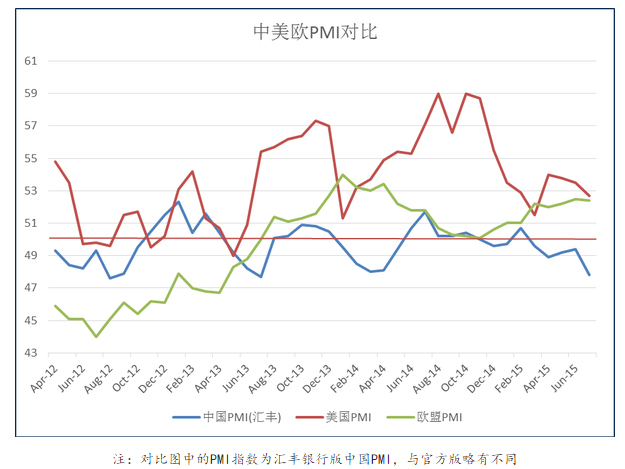 中美欧PMI对比
61
59
57
55
53
51
49
47
45
43
Apr-12 Jun-12 Aug-12 Oct-12 Dec-12 Feb-13 Apr-13 Jun-13 Aug-13 Oct-13 Dec-13 Feb-14 Apr-14 Jun-14 Aug-14 Oct-14 Dec-14 Feb-15 Apr-15 Jun-15
中国PMI(汇丰) 美国PMI 欧盟PMI
注：对比图中的PMI指数为汇丰银行版中国PMI，与官方版略有不同